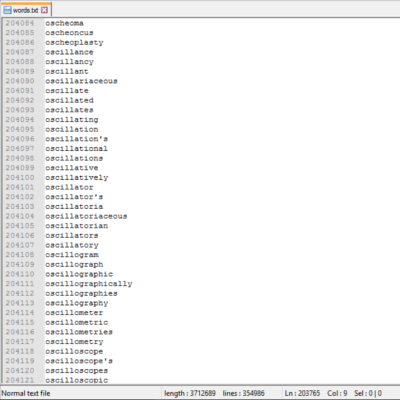 words.txt
204084 oscheoma
204085 oscheoncus
204086 oscheoplasty
204087 oscillance
204088 oscillancy
204089 oscillant
204090 oscillariaceous
204091 oscillate
204092 oscillated
204093 oscillates
204094 oscillating
204095 oscillation
204096 oscillation's
204097 oscillational
204098 oscillations
204099 oscillative
204100 oscillatively
204101 oscillator
204102 oscillator's
204103 oscillatoria
204104 oscillatoriaceous
204105 oscillatorian
204106 oscillators
204107 oscillatory
204108 oscillogram
204109 oscillograph
204110 oscillographic
204111 oscillographically
204112 oscillographies
204113 oscillography
204114 oscillometer
204115 oscillometric
204116 oscillometries
204117 oscillometry
204118 oscilloscope
204119 oscilloscope's
204120 oscilloscopes
204121 oscilloscopic
Normal text file length : 3712689 lines : 354986 Ln : 203765 Col : 9 Sel : 0 | 0